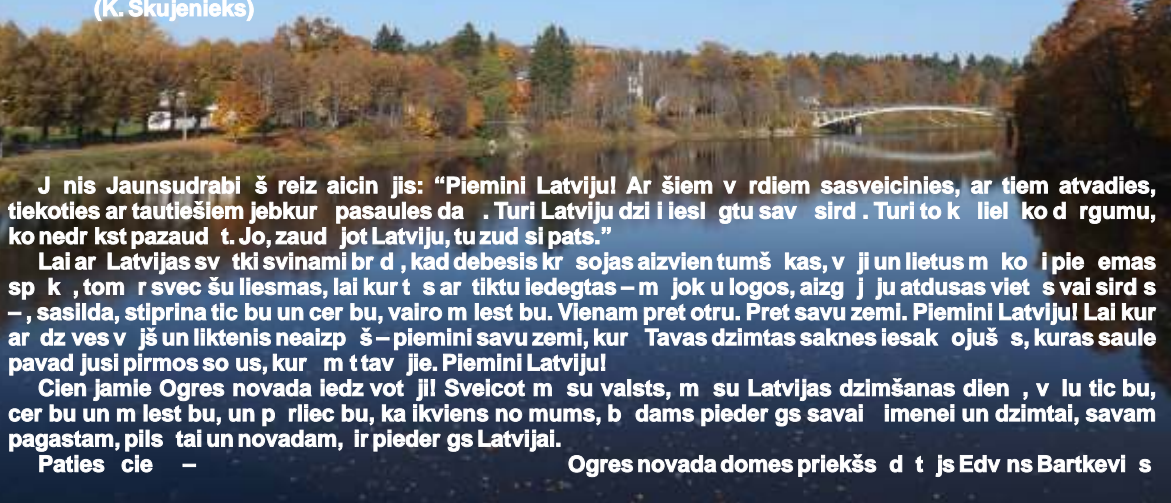 (K. Skujenieks)
J nis Jaunsudrabi š reiz aicin jis: “Piemini Latviju! Ar šiem v rdiem sasveicinies, ar tiem atvadies,
tiekoties ar tautiešiem jebkur pasaules da . Turi Latviju dzi i iesl gtu sav sird . Turi to k liel ko d rgumu,
ko nedr kst pazaud t. Jo, zaud jot Latviju, tu zud si pats.”
Lai ar Latvijas sv tki svinami br d , kad debesis kr sojas aizvien tumš kas, v ji un lietus m ko i pie emas
sp k , tom r svec šu liesmas, lai kur t s ar tiktu iedegtas – m jok u logos, aizg j ju atdusas viet s vai sird s
– , sasilda, stiprina tic bu un cer bu, vairo m lest bu. Vienam pret otru. Pret savu zemi. Piemini Latviju! Lai kur
ar dz ves v jš un liktenis neaizp š – piemini savu zemi, kur Tavas dzimtas saknes iesak ojuš s, kuras saule
pavad jusi pirmos so us, kur m t tav jie. Piemini Latviju!
Cien jamie Ogres novada iedz vot ji! Sveicot m su valsts, m su Latvijas dzimšanas dien , v lu tic bu,
cer bu un m lest bu, un p rliec bu, ka ikviens no mums, b dams pieder gs savai imenei un dzimtai, savam
pagastam, pils tai un novadam, ir pieder gs Latvijai.
Paties cie – Ogres novada domes priekšs d t js Edv ns Bartkevi s